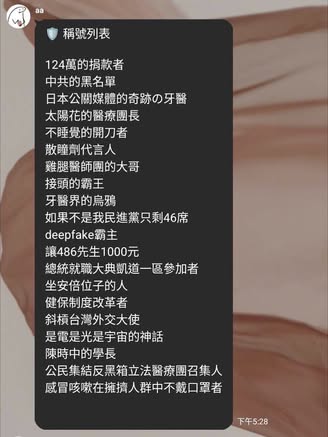 aa
🛡️ 稱號列表
124萬的捐款者
中共的黑名單
日本公關媒體的奇跡の牙醫
太陽花的醫療團長
不睡覺的開刀者
散瞳劑代言人
雞腿醫師團的大哥
接頭的霸王
牙醫界的烏鴉
如果不是我民進黨只剩46席
deepfake霸主
讓486先生1000元
總統就職大典凱道一區參加者
坐安倍位子的人
健保制度改革者
斜槓台灣外交大使
是電是光是宇宙的神話
陳時中的學長
公民集結反黑箱立法醫療團召集人
感冒咳嗽在擁擠人群中不戴口罩者
下午5:28